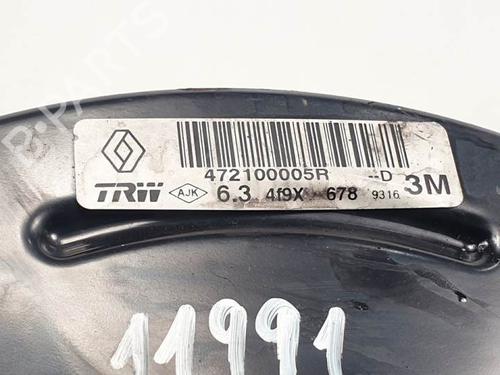 B-PARTS
472100005R --D 3M
TRW AJK 6.3 4f9X 678 9316
11991